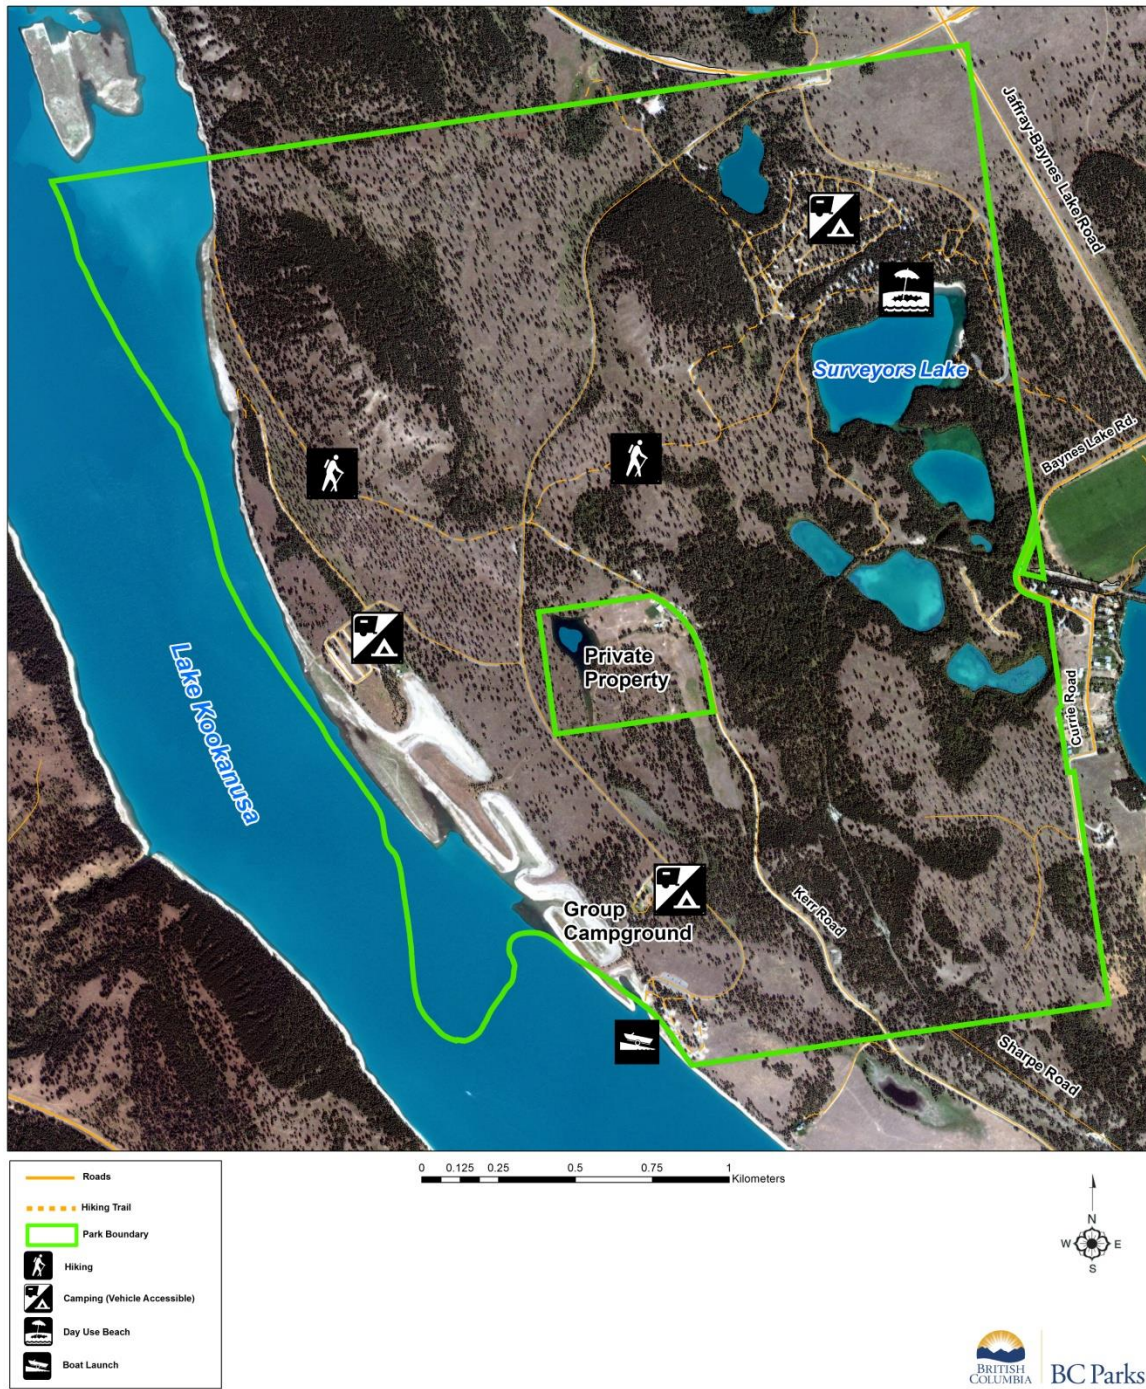 Jaffray-Baynes Lake Road
Surveyors Lake
Baynes Lake Rd.
Private
Property
Lake Kookanusa
Currie Road
Group
Campground
Kerr Road
Sharpe Road
0 0.125 0.25 0.5 0.75 1
Kilometers
Roads
Hiking Trail
Park Boundary
Hiking
Camping (Vehicle Accessible)
Day Use Beach
Boat Launch
N
W E
S
BRITISH
COLUMBIA
BC Parks